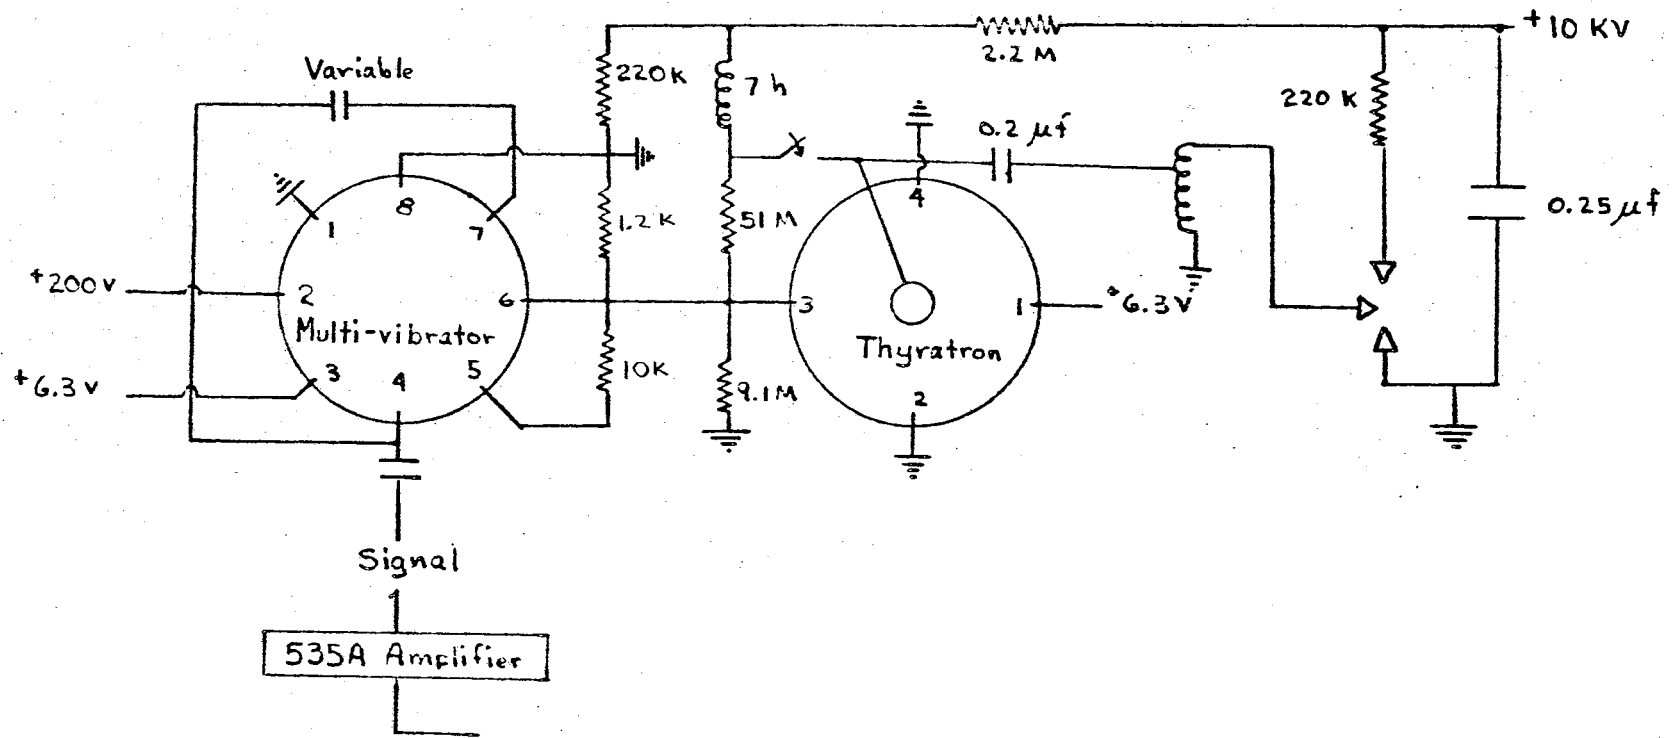 +10 KV
2.2 M
Variable
220K
7 h
220 K
0.2 μf
8
1
7
1.2 K
51 M
4
0.25 μf
+200 v
2
6
3
1
+6.3 v
Multi-vibrator
Thyratron
+6.3 v
3
4
5
10K
9.1M
2
Signal
535A Amplifier